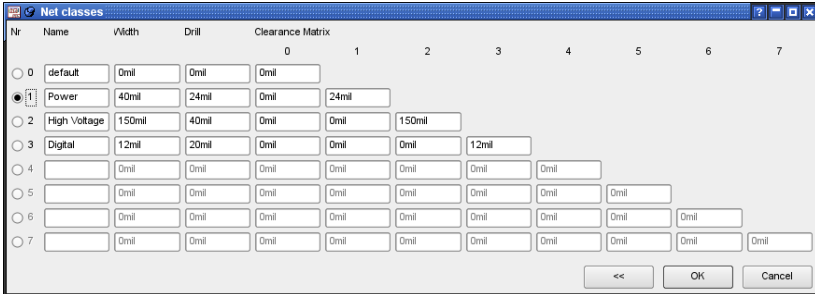 Net classes
Nr Name Width Drill Clearance Matrix
0 1 2 3 4 5 6 7
0 default 0mil 0mil 0mil
1 Power 40mil 24mil 0mil 24mil
2 High Voltage 150mil 40mil 0mil 0mil 150mil
3 Digital 12mil 20mil 0mil 0mil 0mil 12mil
4 0mil 0mil 0mil 0mil 0mil 0mil 0mil
5 0mil 0mil 0mil 0mil 0mil 0mil 0mil 0mil
6 0mil 0mil 0mil 0mil 0mil 0mil 0mil 0mil 0mil
7 0mil 0mil 0mil 0mil 0mil 0mil 0mil 0mil 0mil 0mil
<< OK Cancel